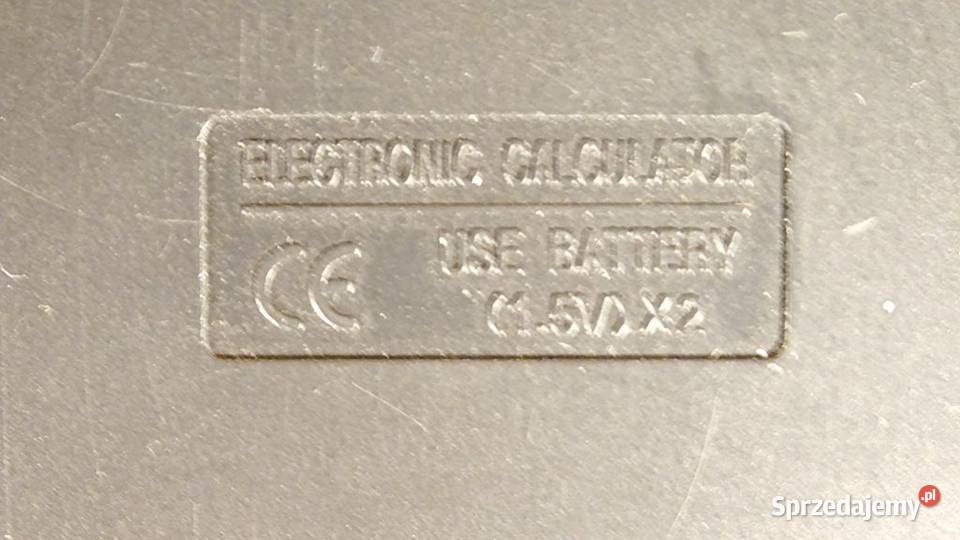 ELECTRONIC CALCULATOR
CE
USE BATTERY
(1.5V) X2
Sprzedajemy.pl